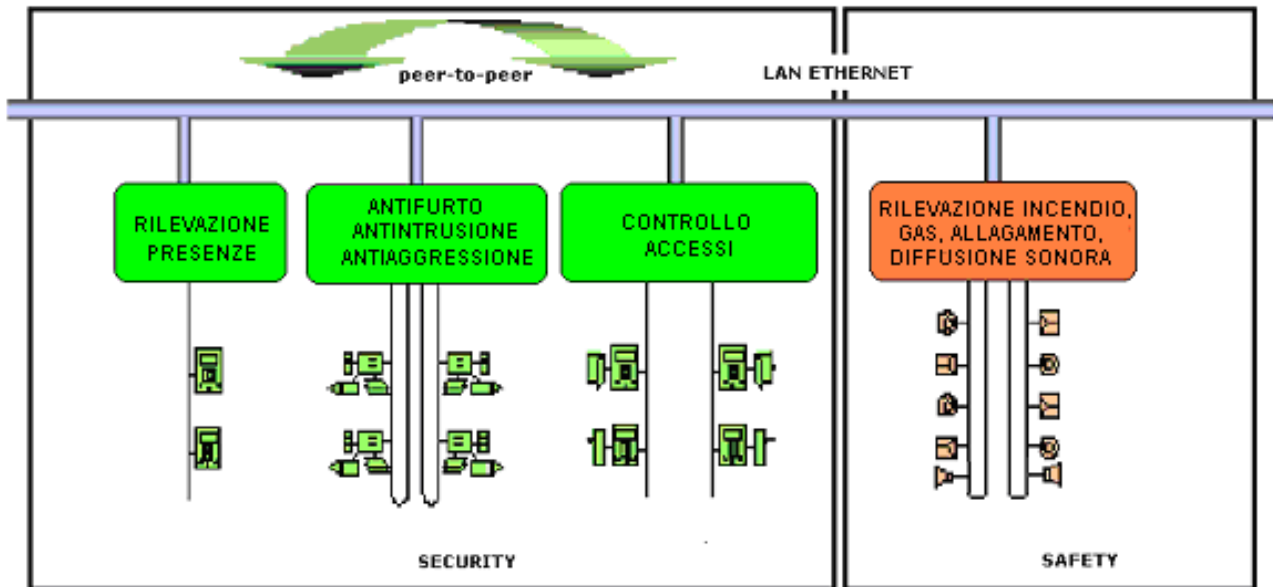 peer-to-peer
LAN ETHERNET
RILEVAZIONE
PRESENZE
ANTIFURTO
ANTINTRUSIONE
ANTIAGGRESSIONE
CONTROLLO
ACCESSI
RILEVAZIONE INCENDIO,
GAS, ALLAGAMENTO,
DIFFUSIONE SONORA
SECURITY
SAFETY